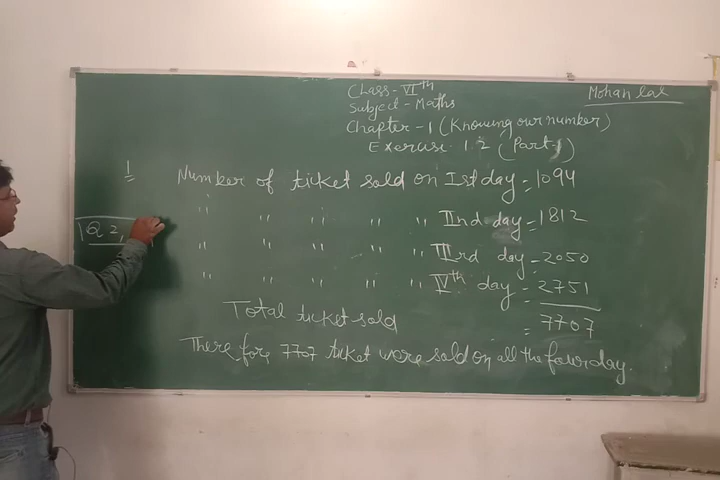 Class - VIth
Mohan lal
Subject - Maths
Chapter - 1 (Knowing our number)
Exercise 1.2 (Part-1)
1 Number of ticket sold on Ist day = 1094
" " " " " IInd day = 1812
Q 2,
" " " " " IIIrd day = 2050
" " " " " IVth day = 2751
Total ticket sold = 7707
There fore 7707 ticket were sold on all the four day.